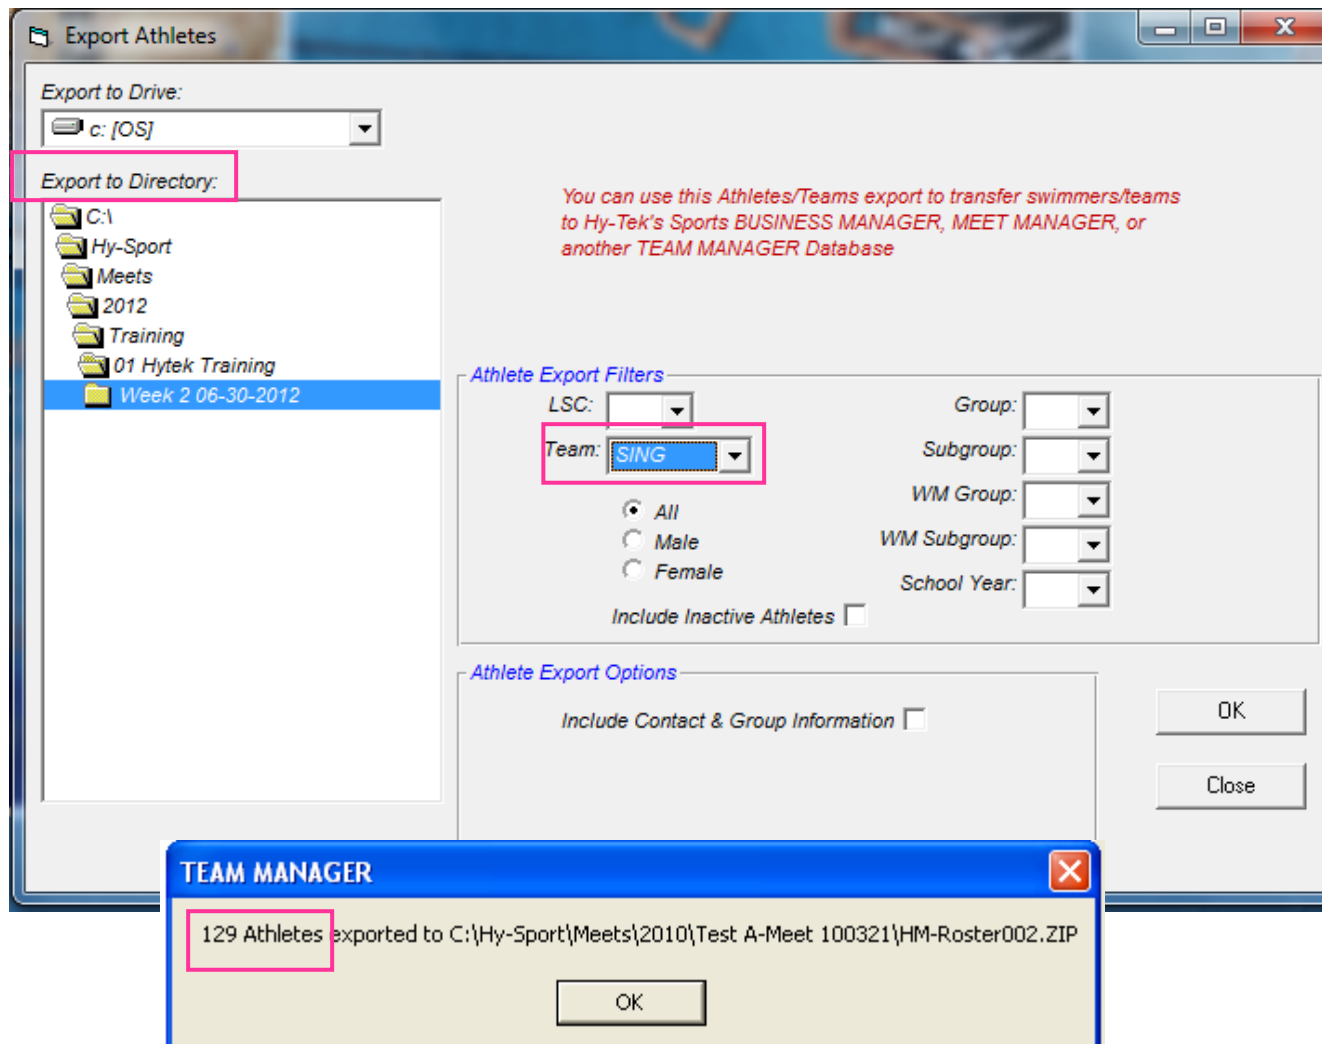 Export Athletes
Export to Drive:
c: [OS]
Export to Directory:
C:\
Hy-Sport
Meets
2012
Training
01 Hytek Training
Week 2 06-30-2012
You can use this Athletes/Teams export to transfer swimmers/teams
to Hy-Tek's Sports BUSINESS MANAGER, MEET MANAGER, or
another TEAM MANAGER Database
Athlete Export Filters
LSC:
Group:
Team: SING
Subgroup:
WM Group:
All
Male
WM Subgroup:
Female
School Year:
Include Inactive Athletes
Athlete Export Options
Include Contact & Group Information
OK
Close
TEAM MANAGER
129 Athletes exported to C:\Hy-Sport\Meets\2010\Test A-Meet 100321\HM-Roster002.ZIP
OK